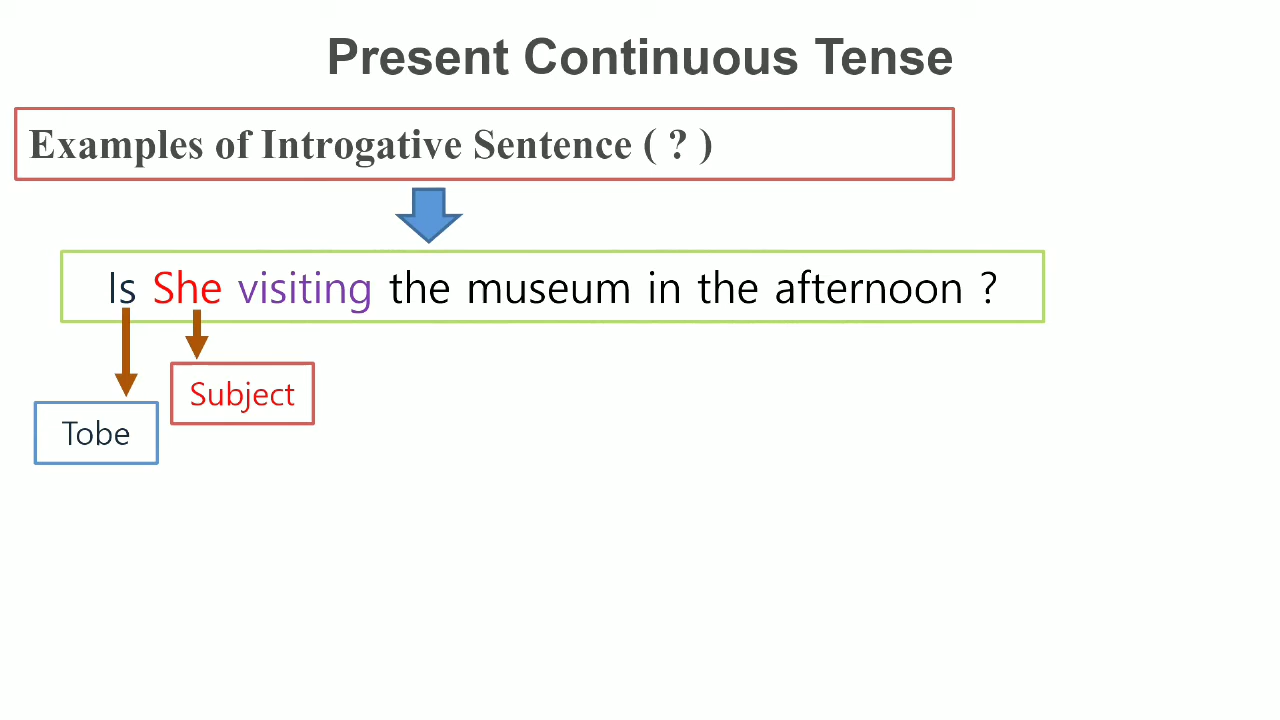 Present Continuous Tense
Examples of Introgative Sentence ( ? )
Is She visiting the museum in the afternoon ?
Subject
Tobe